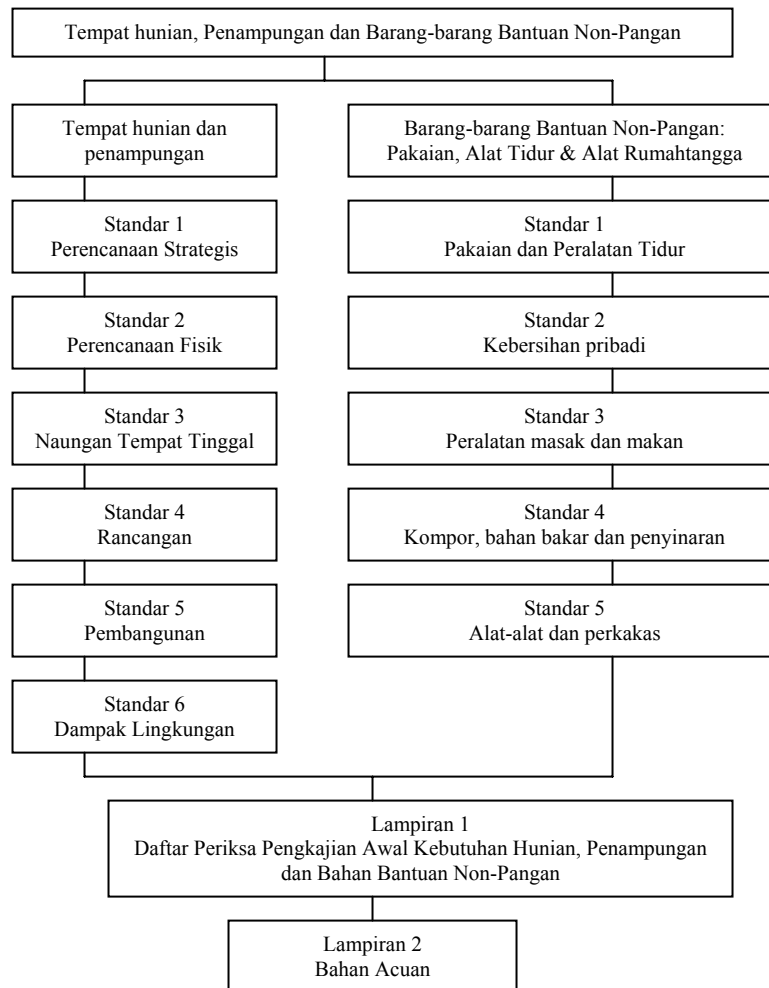 Tempat hunian, Penampungan dan Barang-barang Bantuan Non-Pangan
Tempat hunian dan
penampungan
Standar 1
Perencanaan Strategis
Standar 2
Perencanaan Fisik
Standar 3
Naungan Tempat Tinggal
Standar 4
Rancangan
Standar 5
Pembangunan
Standar 6
Dampak Lingkungan
Barang-barang Bantuan Non-Pangan:
Pakaian, Alat Tidur & Alat Rumahtangga
Standar 1
Pakaian dan Peralatan Tidur
Standar 2
Kebersihan pribadi
Standar 3
Peralatan masak dan makan
Standar 4
Kompor, bahan bakar dan penyinaran
Standar 5
Alat-alat dan perkakas
Lampiran 1
Daftar Periksa Pengkajian Awal Kebutuhan Hunian, Penampungan
dan Bahan Bantuan Non-Pangan
Lampiran 2
Bahan Acuan